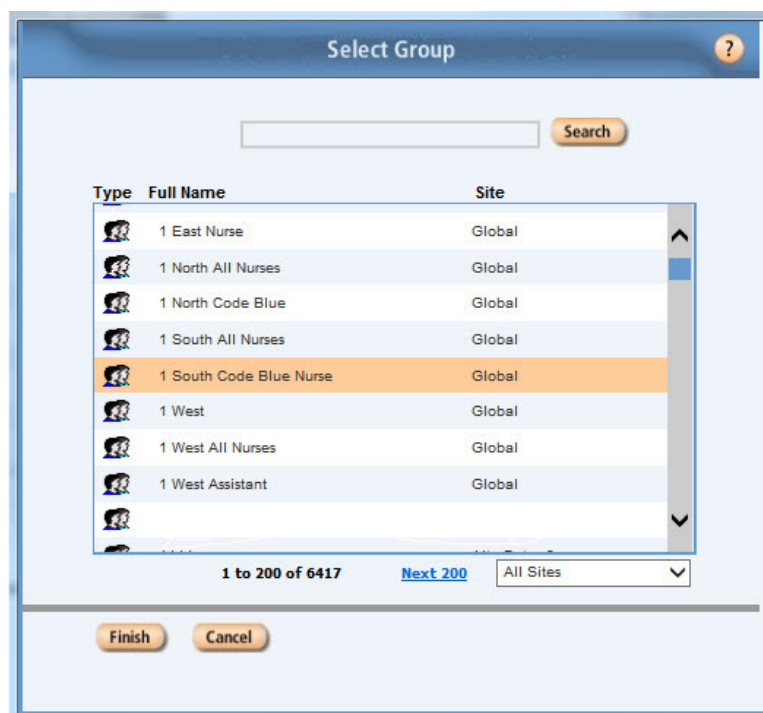 Select Group
?
Search
Type Full Name Site
1 East Nurse Global
1 North All Nurses Global
1 North Code Blue Global
1 South All Nurses Global
1 South Code Blue Nurse Global
1 West Global
1 West All Nurses Global
1 West Assistant Global
1 to 200 of 6417 Next 200 All Sites
Finish Cancel